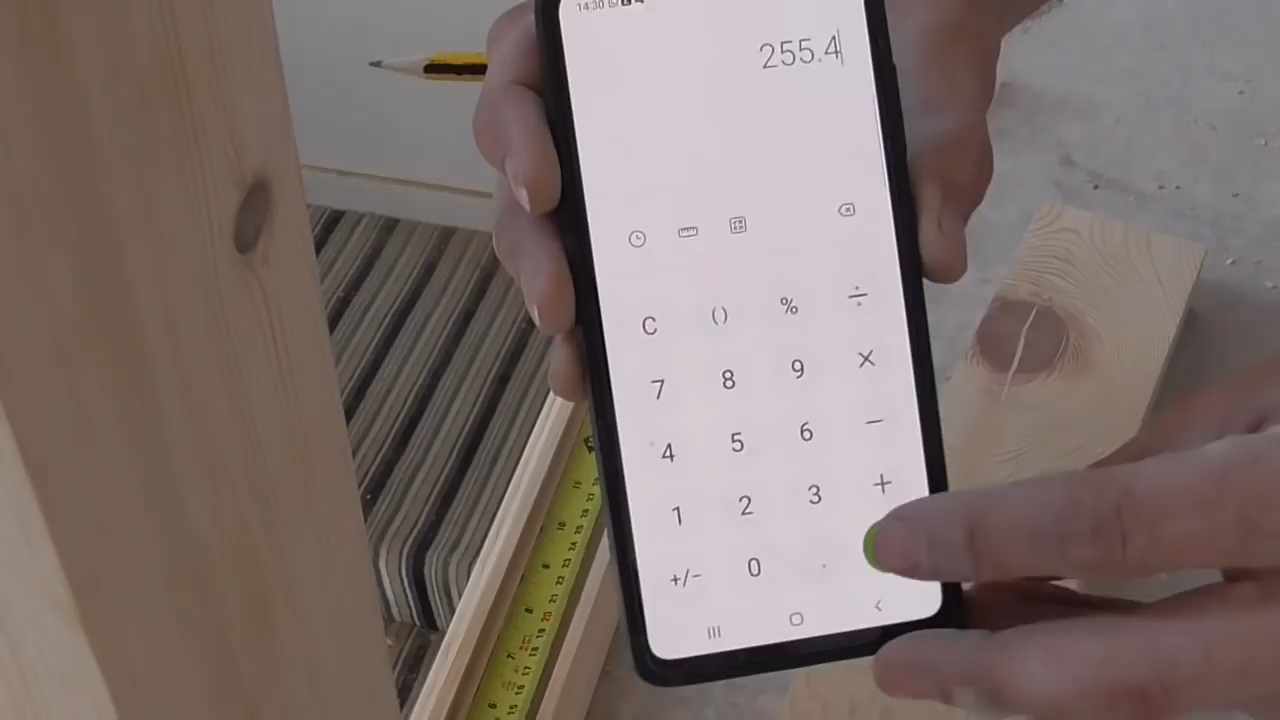 14:30
255.4
C () % ÷
7 8 9 ×
4 5 6 −
1 2 3 +
+/− 0 .